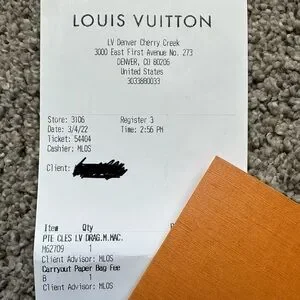 LOUIS VUITTON
LV Denver Cherry Creek
3000 East First Avenue No. 273
DENVER, CO 80206
United States
3033880033
Store: 3106 Register 3
Date: 3/4/22 Time: 2:56 PM
Ticket: 54404
Cashier: MLOS
Client:
Item Qty
PTE CLES LV DRAG.M.MAC.
M62709 1
Client Advisor: MLOS
Carryout Paper Bag Fee
B 1
Client Advisor: MLOS